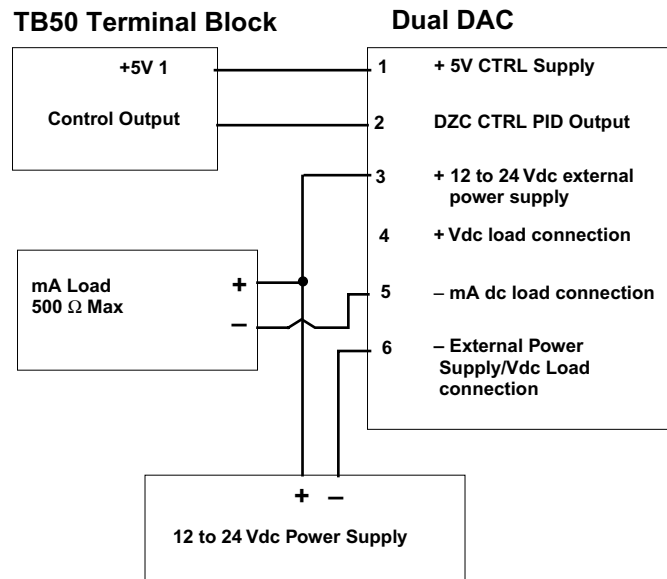 TB50 Terminal Block
Dual DAC
+5V 1
Control Output
1 + 5V CTRL Supply
2 DZC CTRL PID Output
3 + 12 to 24 Vdc external
power supply
4 + Vdc load connection
5 – mA dc load connection
6 – External Power
Supply/Vdc Load
connection
mA Load
500 Ω Max
+
–
+ –
12 to 24 Vdc Power Supply